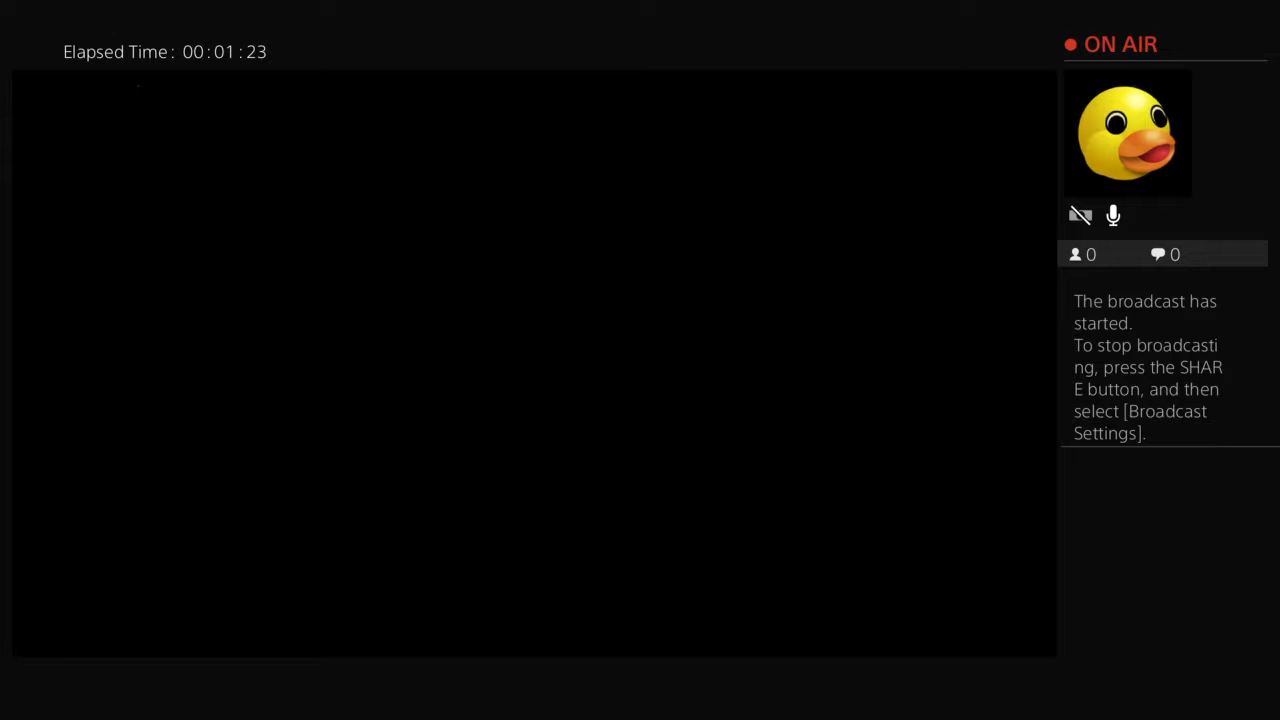 Elapsed Time: 00:01:23
ON AIR
0 0
The broadcast has
started.
To stop broadcasti
ng, press the SHAR
E button, and then
select [Broadcast
Settings].